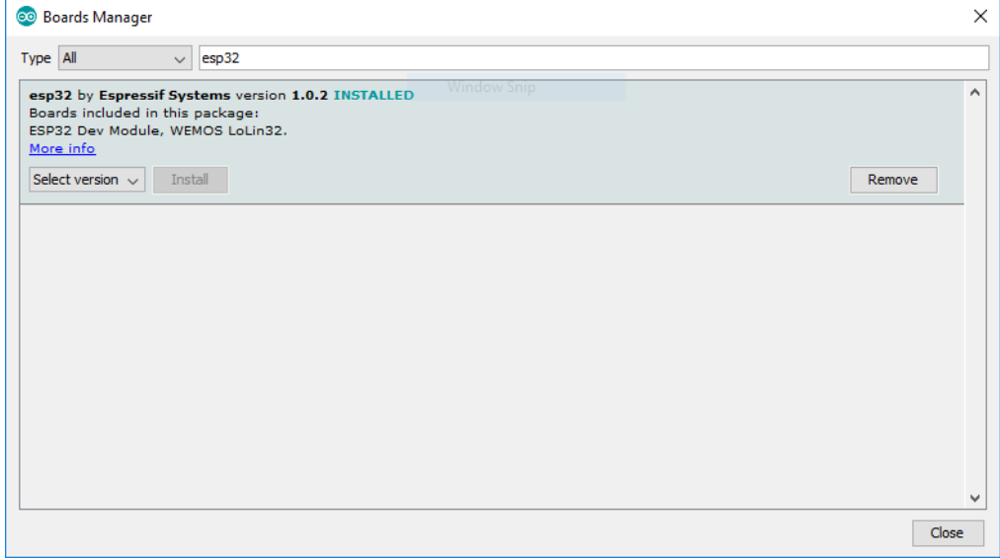 Boards Manager
Type All esp32
Window Snip
esp32 by Espressif Systems version 1.0.2 INSTALLED
Boards included in this package:
ESP32 Dev Module, WEMOS LoLin32.
More info
Select version Install Remove
Close